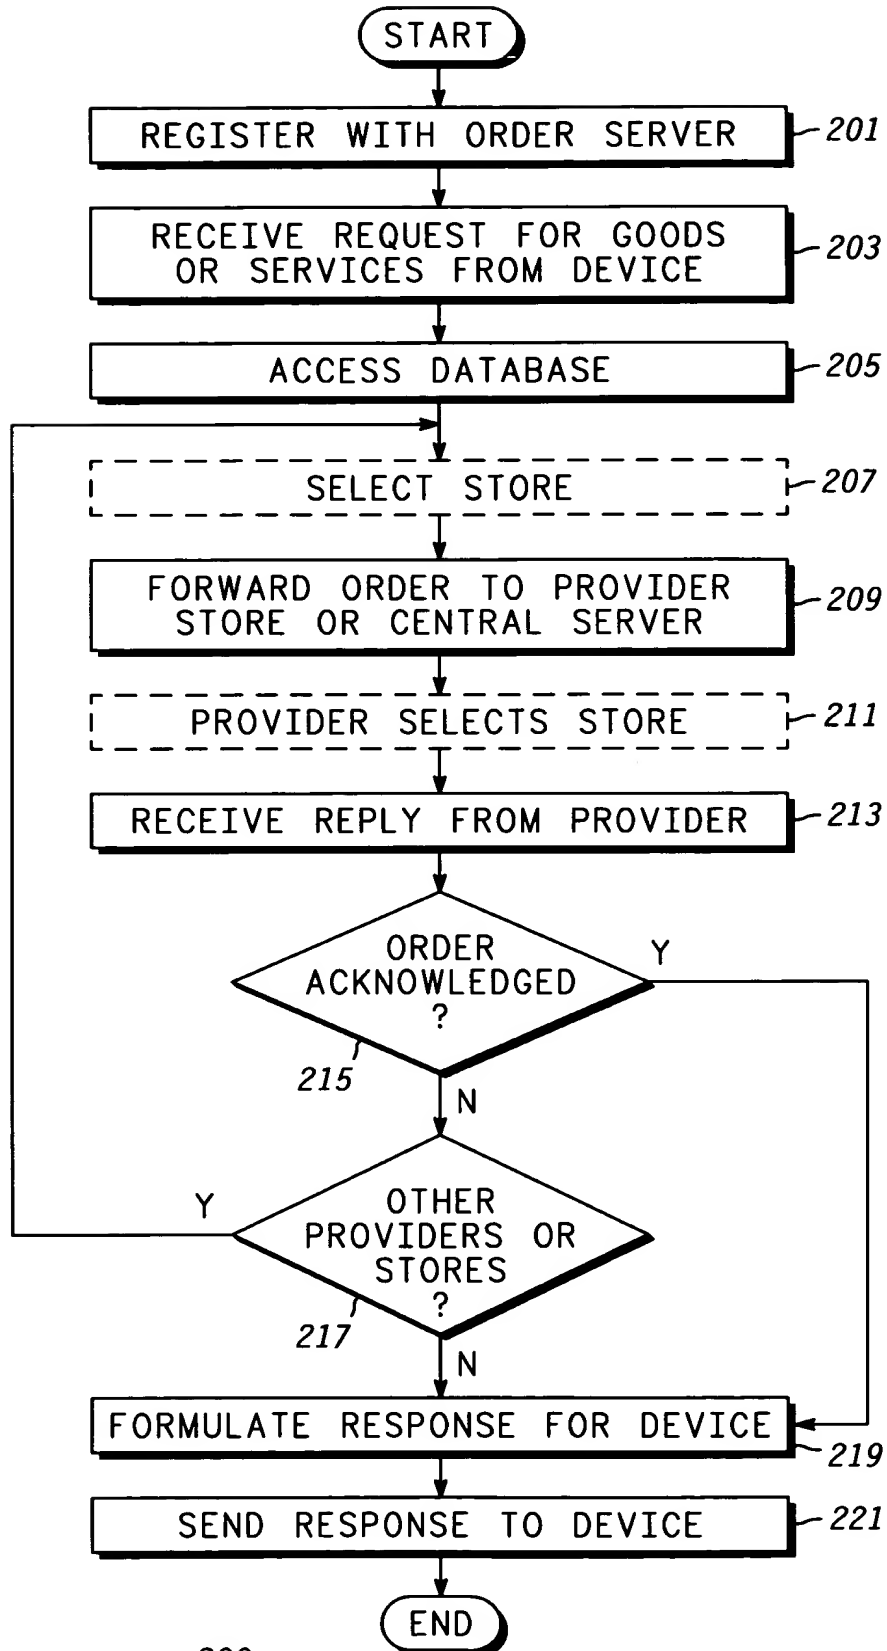 START
REGISTER WITH ORDER SERVER
201
RECEIVE REQUEST FOR GOODS
OR SERVICES FROM DEVICE
203
ACCESS DATABASE
205
SELECT STORE
207
FORWARD ORDER TO PROVIDER
STORE OR CENTRAL SERVER
209
PROVIDER SELECTS STORE
211
RECEIVE REPLY FROM PROVIDER
213
ORDER
ACKNOWLEDGED
?
Y
215
N
OTHER
PROVIDERS OR
STORES
?
Y
217
N
FORMULATE RESPONSE FOR DEVICE
219
SEND RESPONSE TO DEVICE
221
END